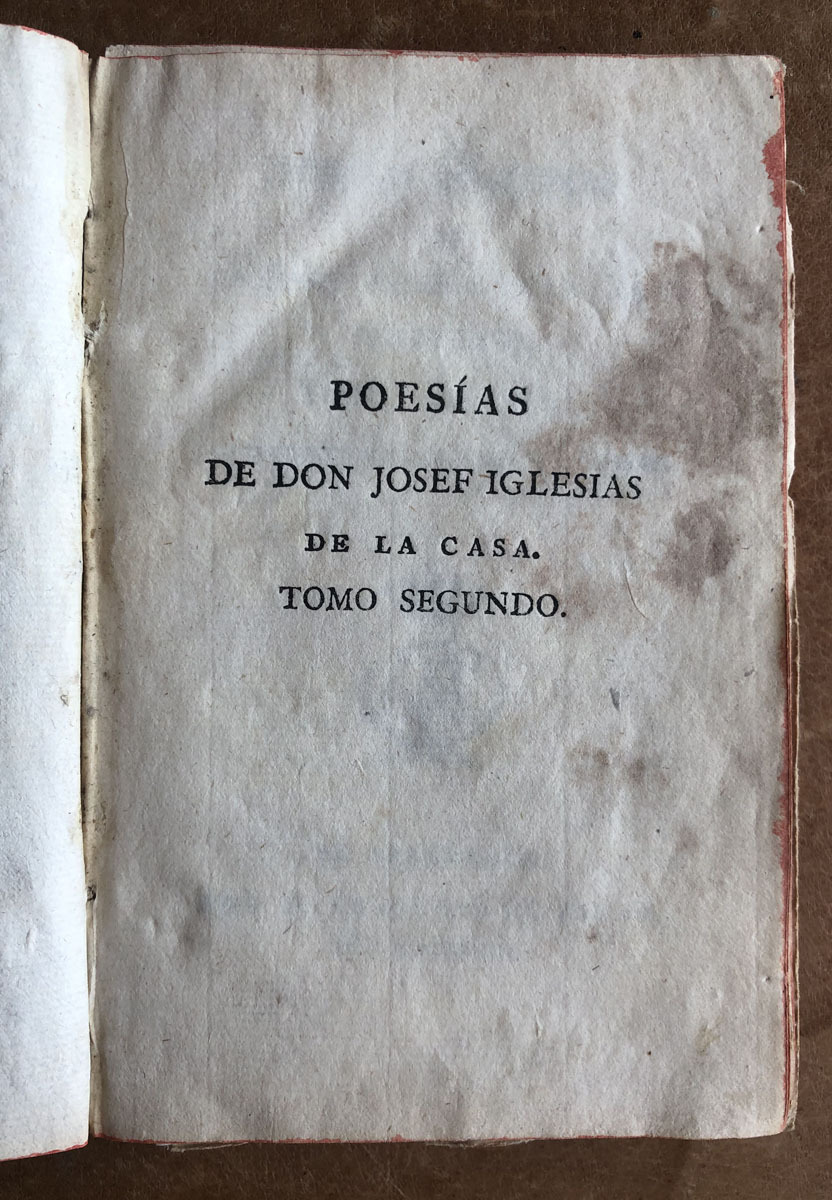 POESÍAS
DE DON JOSEF IGLESIAS
DE LA CASA.
TOMO SEGUNDO.